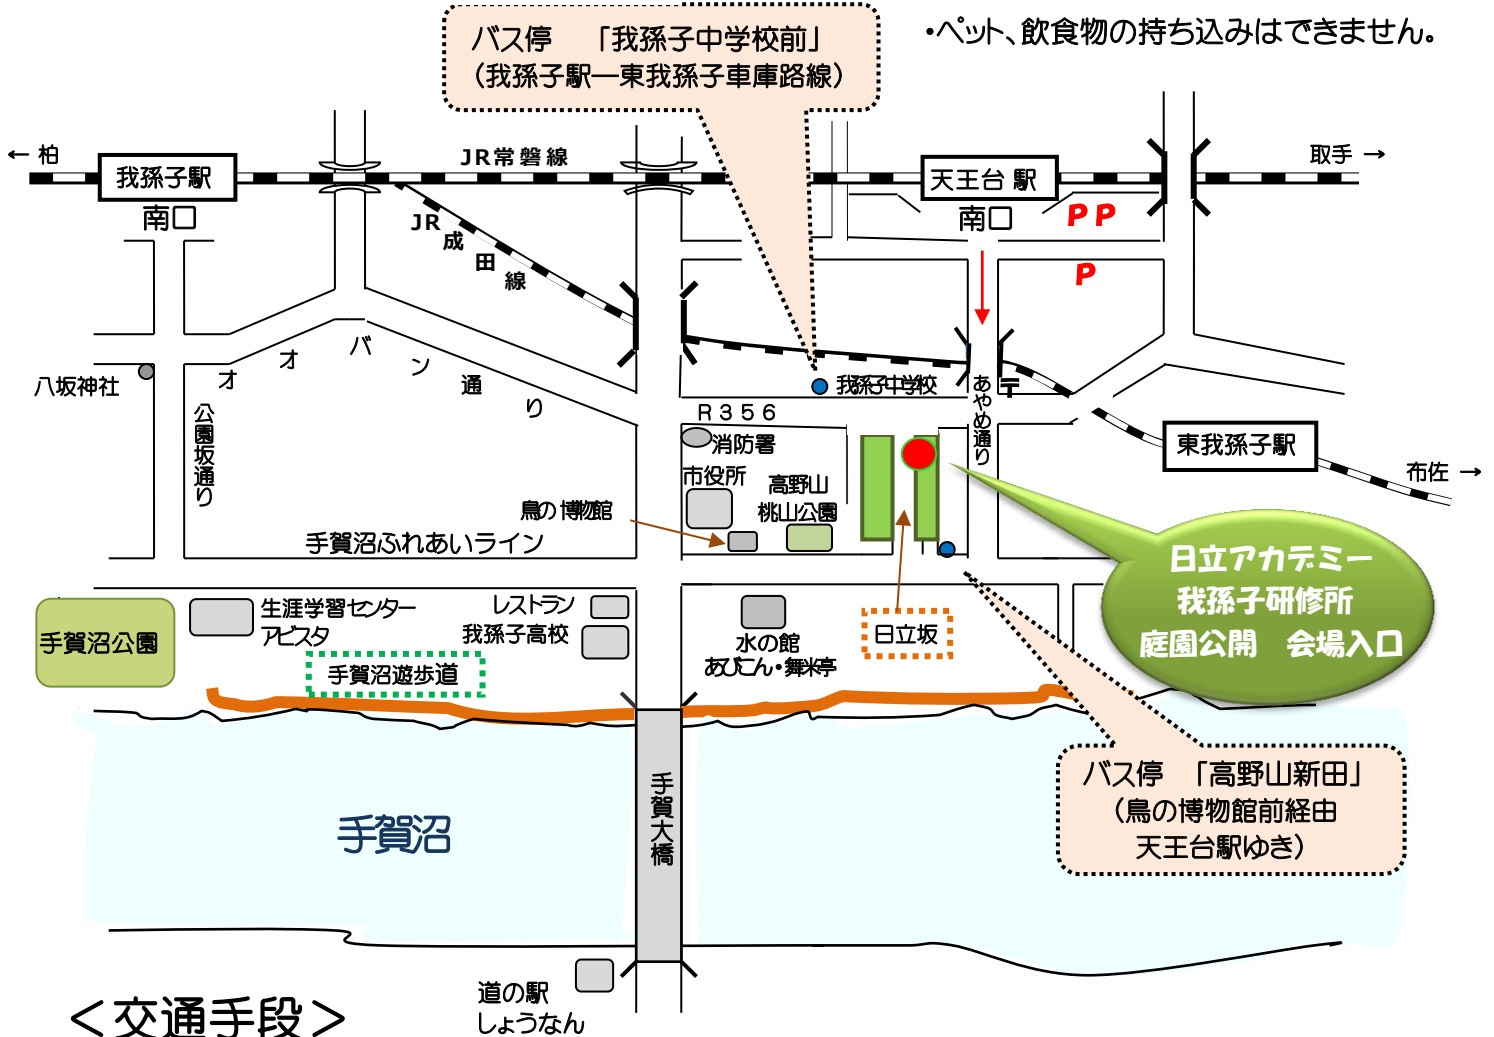 ・ペット、飲食物の持ち込みはできません。
バス停　「我孫子中学校前」
（我孫子駅―東我孫子車庫路線）
← 柏
我孫子駅
南口
JR常磐線
天王台 駅
南口
取手 →
P P
P
JR成田線
オオバン通り
八坂神社
公園坂通り
我孫子中学校
〒
あやめ通り
R356
消防署
市役所
高野山
桃山公園
鳥の博物館
東我孫子駅
布佐 →
手賀沼ふれあいライン
日立アカデミー
我孫子研修所
庭園公開　会場入口
手賀沼公園
生涯学習センター
アビスタ
レストラン
我孫子高校
水の館
あびこん・舞米亭
日立坂
手賀沼遊歩道
手賀沼
手賀大橋
バス停　「高野山新田」
（鳥の博物館前経由
天王台駅ゆき）
道の駅
しょうなん
＜交通手段＞